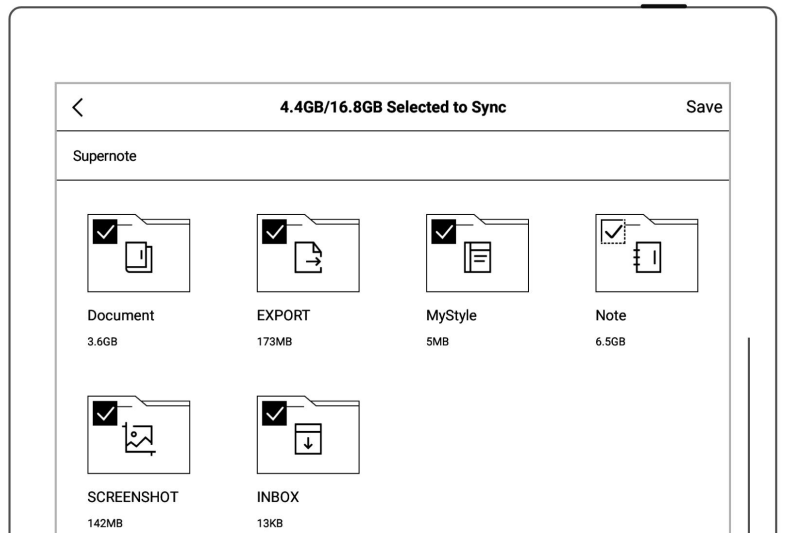 4.4GB/16.8GB Selected to Sync Save
Supernote
Document EXPORT MyStyle Note
3.6GB 173MB 5MB 6.5GB
SCREENSHOT INBOX
142MB 13KB